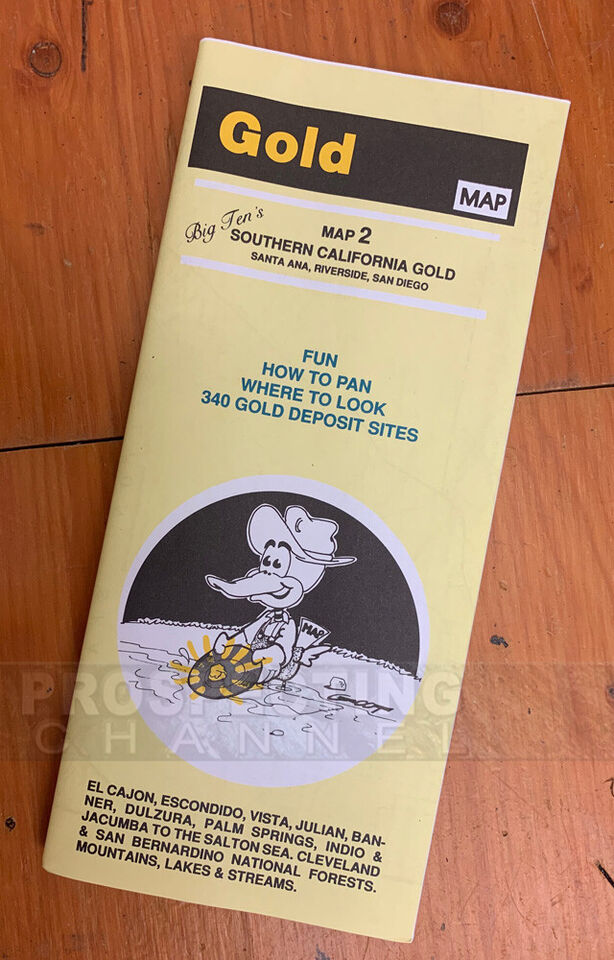 Gold
MAP
Big Ten's
MAP 2
SOUTHERN CALIFORNIA GOLD
SANTA ANA, RIVERSIDE, SAN DIEGO
FUN
HOW TO PAN
WHERE TO LOOK
340 GOLD DEPOSIT SITES
MAP
PROSPECTING
CHANNEL
EL CAJON, ESCONDIDO, VISTA, JULIAN, BAN-
NER, DULZURA, PALM SPRINGS, INDIO &
JACUMBA TO THE SALTON SEA. CLEVELAND
& SAN BERNARDINO NATIONAL FORESTS.
MOUNTAINS, LAKES & STREAMS.